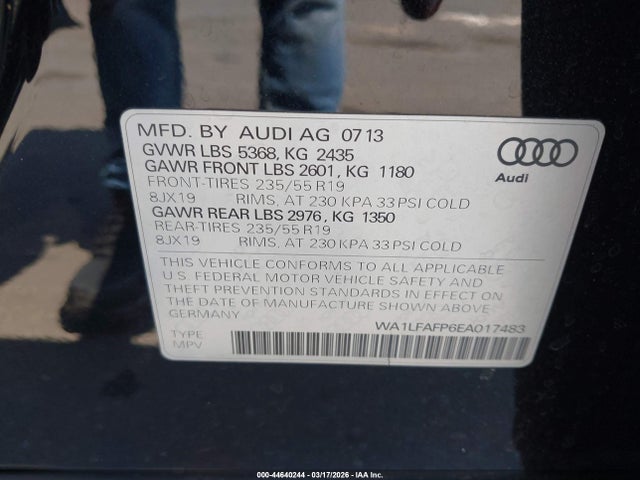 MFD. BY AUDI AG 0713
GVWR LBS 5368, KG 2435
GAWR FRONT LBS 2601, KG 1180
FRONT-TIRES 235/55 R19
8JX19 RIMS, AT 230 KPA 33 PSI COLD
GAWR REAR LBS 2976, KG 1350
REAR-TIRES 235/55 R19
8JX19 RIMS, AT 230 KPA 33 PSI COLD
Audi
THIS VEHICLE CONFORMS TO ALL APPLICABLE
U.S. FEDERAL MOTOR VEHICLE SAFETY AND
THEFT PREVENTION STANDARDS IN EFFECT ON
THE DATE OF MANUFACTURE SHOWN ABOVE
GERMANY
WA1LFAFP6EA017483
TYPE
MPV
000-44640244 - 03/17/2026 - IAA Inc.